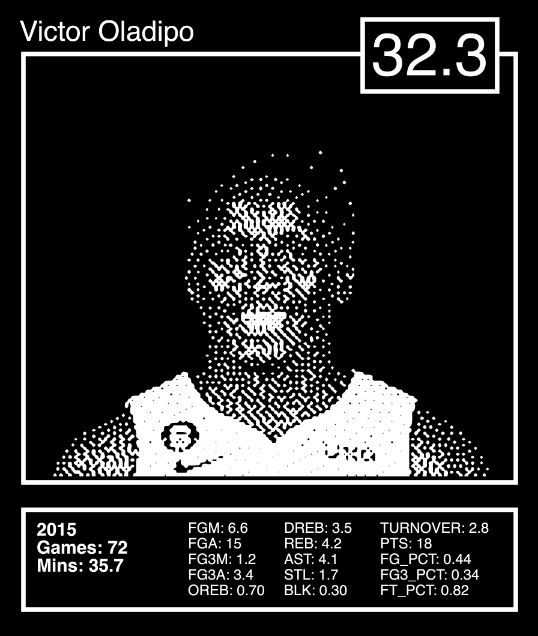 Victor Oladipo
32.3
2015
Games: 72
Mins: 35.7
FGM: 6.6
FGA: 15
FG3M: 1.2
FG3A: 3.4
OREB: 0.70
DREB: 3.5
REB: 4.2
AST: 4.1
STL: 1.7
BLK: 0.30
TURNOVER: 2.8
PTS: 18
FG_PCT: 0.44
FG3_PCT: 0.34
FT_PCT: 0.82